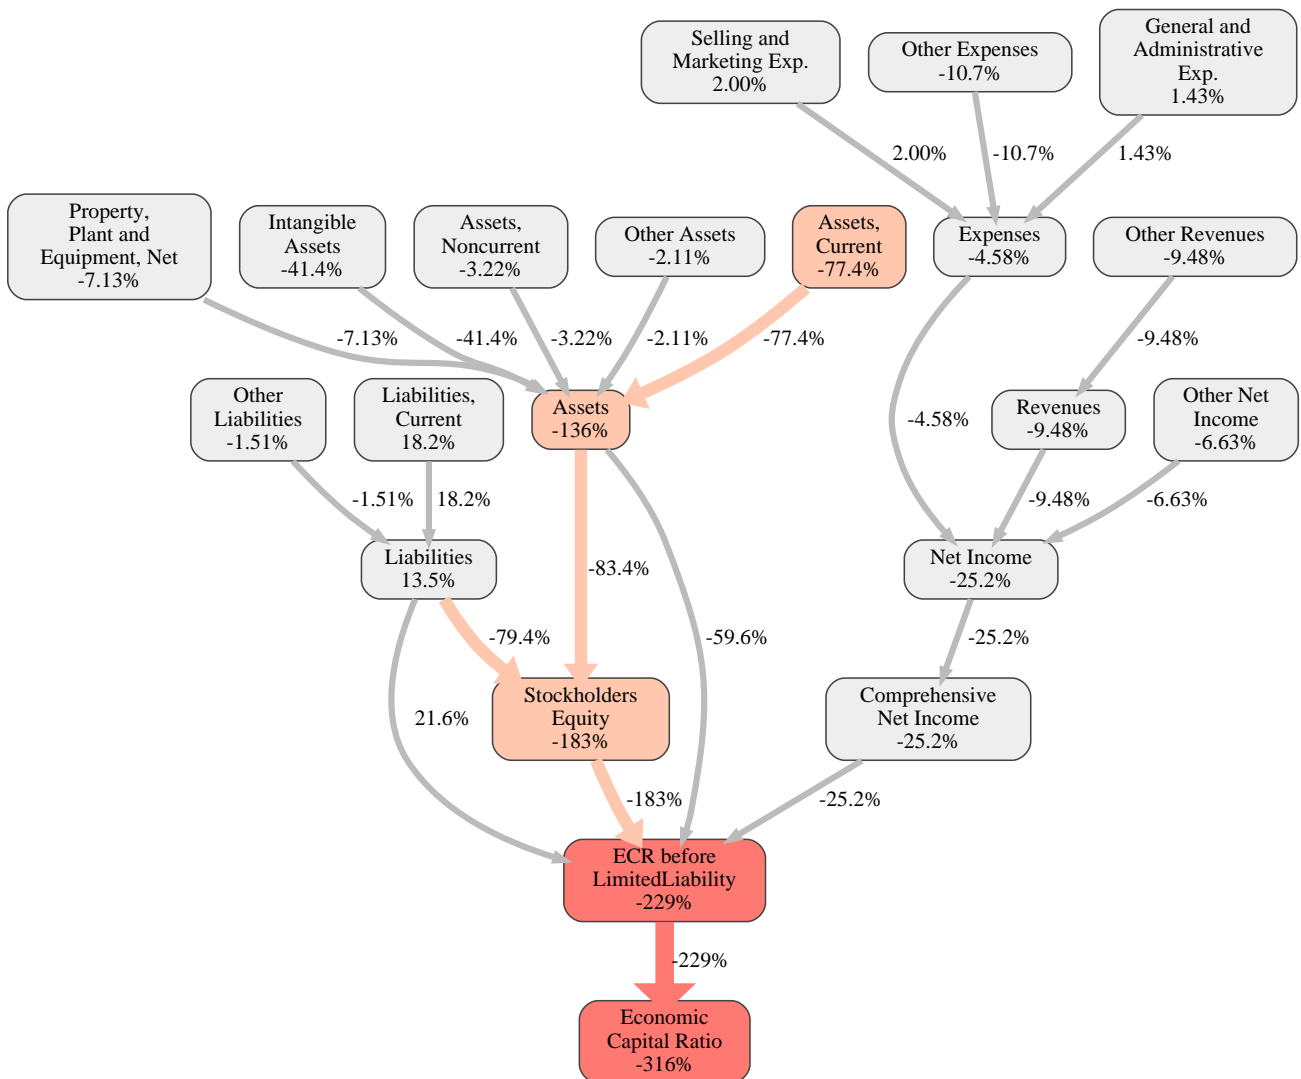 Selling and
Marketing Exp.
2.00%
Other Expenses
-10.7%
General and
Administrative
Exp.
1.43%
2.00%
-10.7%
1.43%
Property,
Plant and
Equipment, Net
-7.13%
Intangible
Assets
-41.4%
Assets,
Noncurrent
-3.22%
Other Assets
-2.11%
Assets,
Current
-77.4%
Expenses
-4.58%
Other Revenues
-9.48%
-7.13%
-41.4%
-3.22%
-2.11%
-77.4%
-9.48%
Other
Liabilities
-1.51%
Liabilities,
Current
18.2%
Assets
-136%
-4.58%
Revenues
-9.48%
Other Net
Income
-6.63%
-1.51%
18.2%
-9.48%
-6.63%
Liabilities
13.5%
-83.4%
Net Income
-25.2%
-79.4%
-59.6%
-25.2%
21.6%
Stockholders
Equity
-183%
Comprehensive
Net Income
-25.2%
-183%
-25.2%
ECR before
LimitedLiability
-229%
-229%
Economic
Capital Ratio
-316%